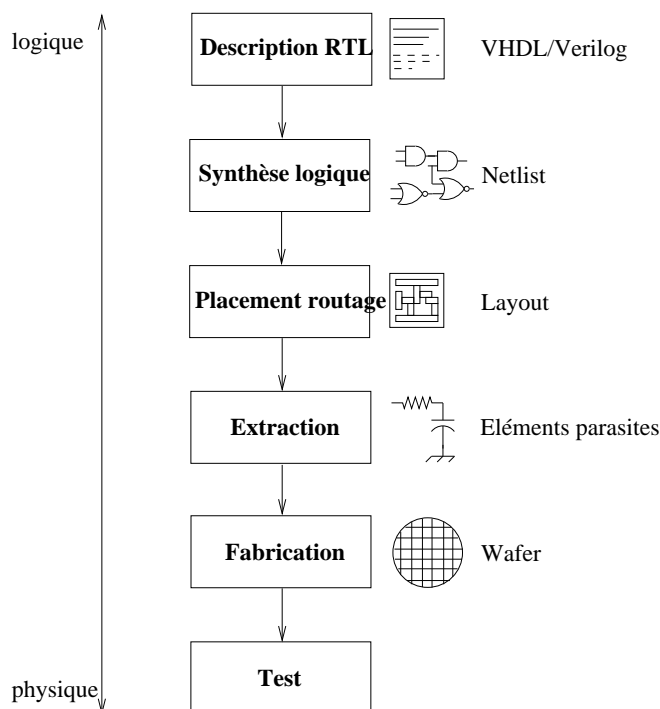 logique
Description RTL
VHDL/Verilog
Synthèse logique
Netlist
Placement routage
Layout
Extraction
Eléments parasites
Fabrication
Wafer
Test
physique